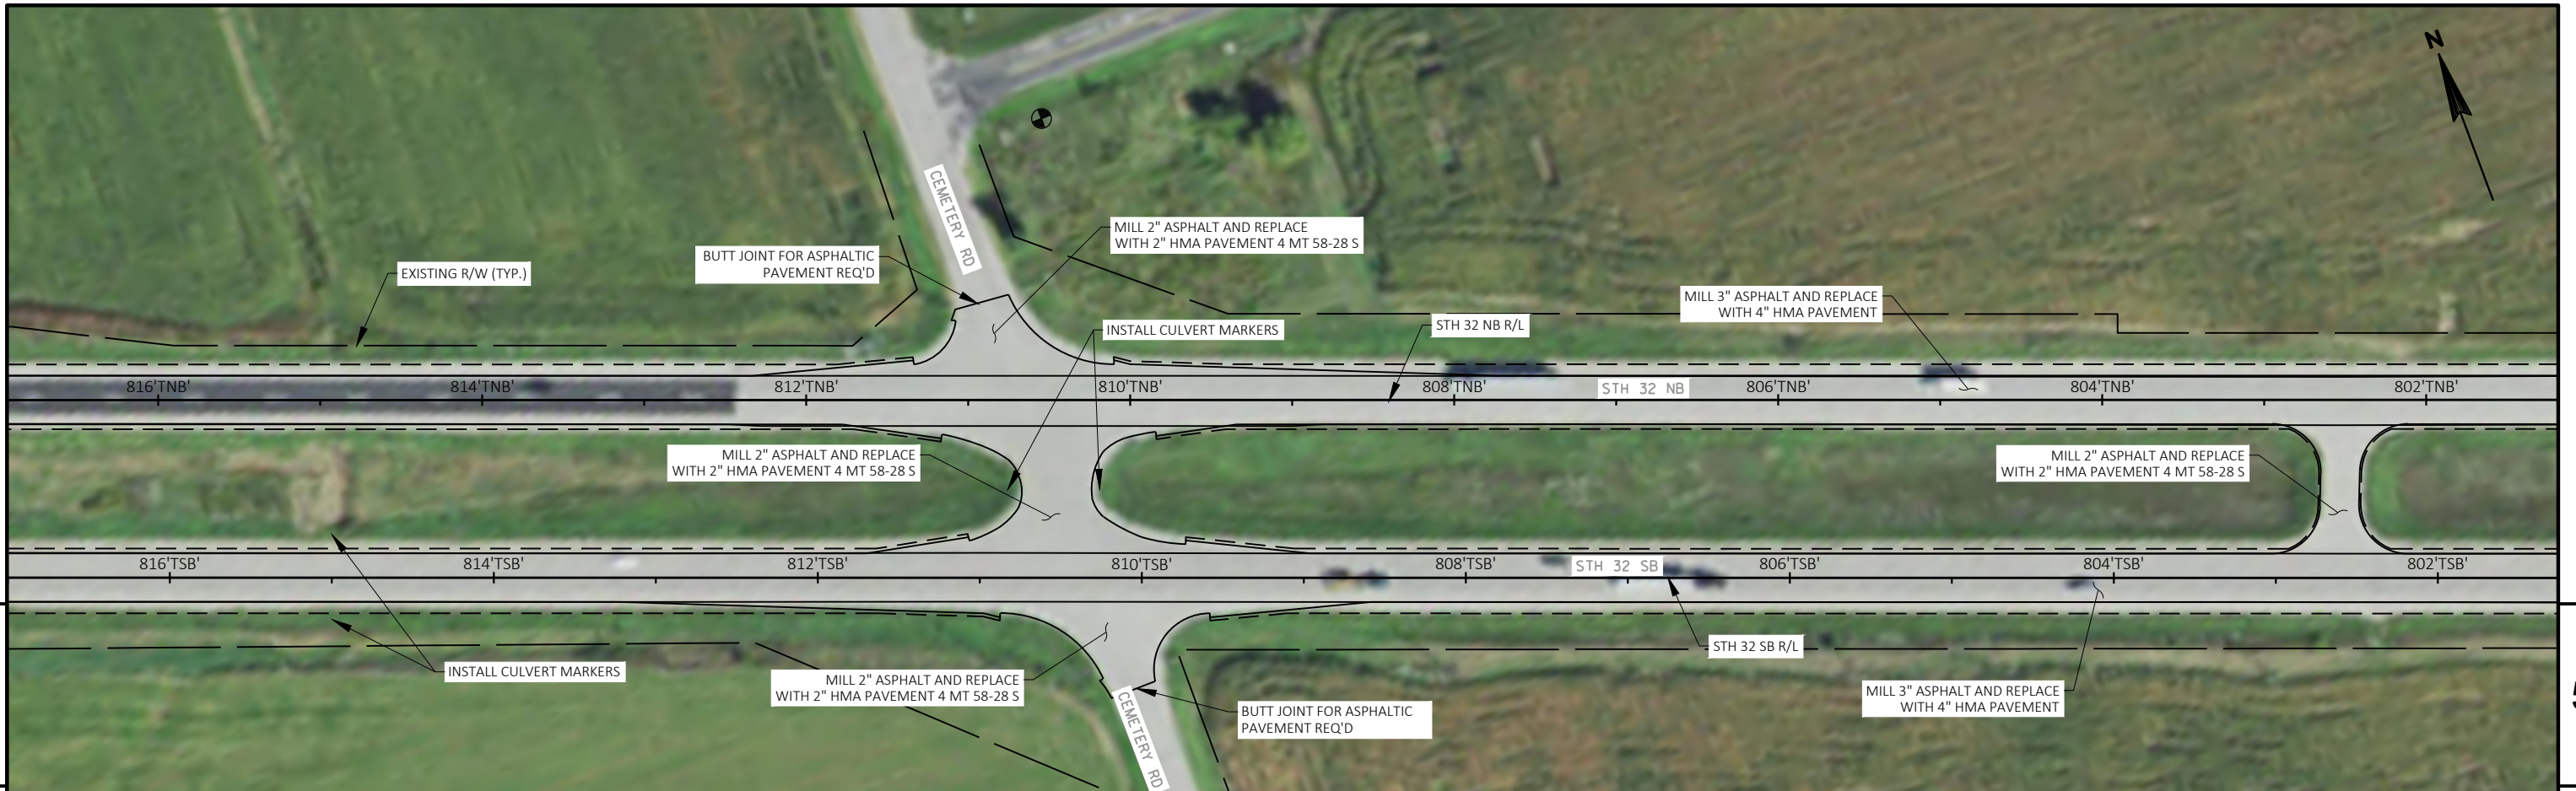 N
CEMETERY RD
MILL 2" ASPHALT AND REPLACE
WITH 2" HMA PAVEMENT 4 MT 58-28 S
BUTT JOINT FOR ASPHALTIC
PAVEMENT REQ'D
EXISTING R/W (TYP.)
INSTALL CULVERT MARKERS
STH 32 NB R/L
MILL 3" ASPHALT AND REPLACE
WITH 4" HMA PAVEMENT
816'TNB'
814'TNB'
812'TNB'
810'TNB'
808'TNB'
STH 32 NB
806'TNB'
804'TNB'
802'TNB'
MILL 2" ASPHALT AND REPLACE
WITH 2" HMA PAVEMENT 4 MT 58-28 S
MILL 2" ASPHALT AND REPLACE
WITH 2" HMA PAVEMENT 4 MT 58-28 S
816'TSB'
814'TSB'
812'TSB'
810'TSB'
808'TSB'
STH 32 SB
806'TSB'
804'TSB'
802'TSB'
INSTALL CULVERT MARKERS
STH 32 SB R/L
MILL 2" ASPHALT AND REPLACE
WITH 2" HMA PAVEMENT 4 MT 58-28 S
CEMETERY RD
BUTT JOINT FOR ASPHALTIC
PAVEMENT REQ'D
MILL 3" ASPHALT AND REPLACE
WITH 4" HMA PAVEMENT